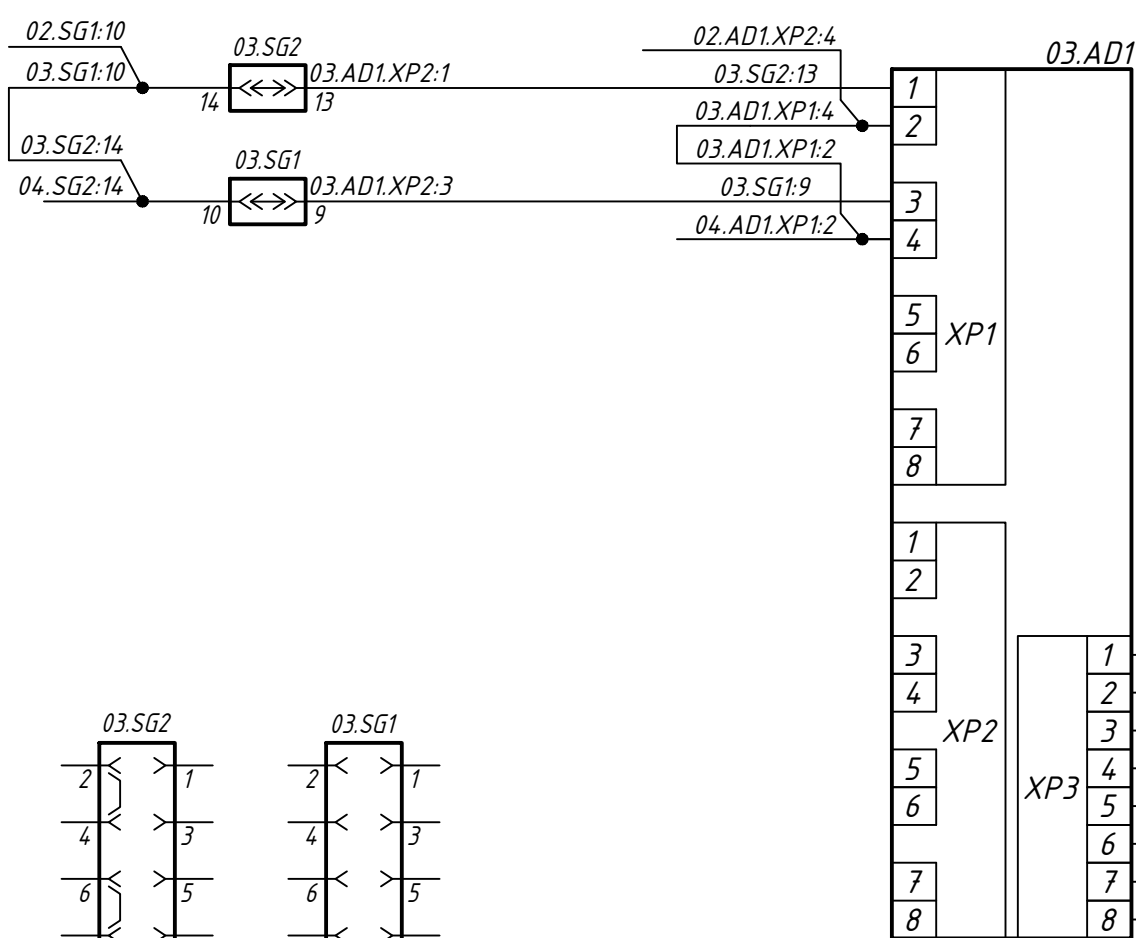 02.SG1:10
03.SG1:10
03.SG2
14
13
03.AD1.XP2:1
03.SG2:14
04.SG2:14
03.SG1
10
9
03.AD1.XP2:3
02.AD1.XP2:4
03.SG2:13
03.AD1.XP1:4
03.AD1.XP1:2
03.SG1:9
04.AD1.XP1:2
03.AD1
1
2
3
4
5
6
7
8
XP1
1
2
3
4
5
6
7
8
XP2
XP3
1
2
3
4
5
6
7
8
03.SG2
2
1
4
3
6
5
03.SG1
2
1
4
3
6
5